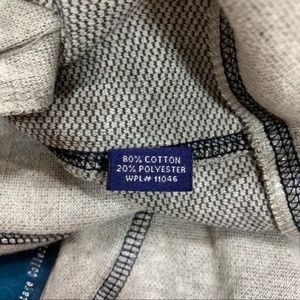 80% COTTON
20% POLYESTER
WPL# 11046